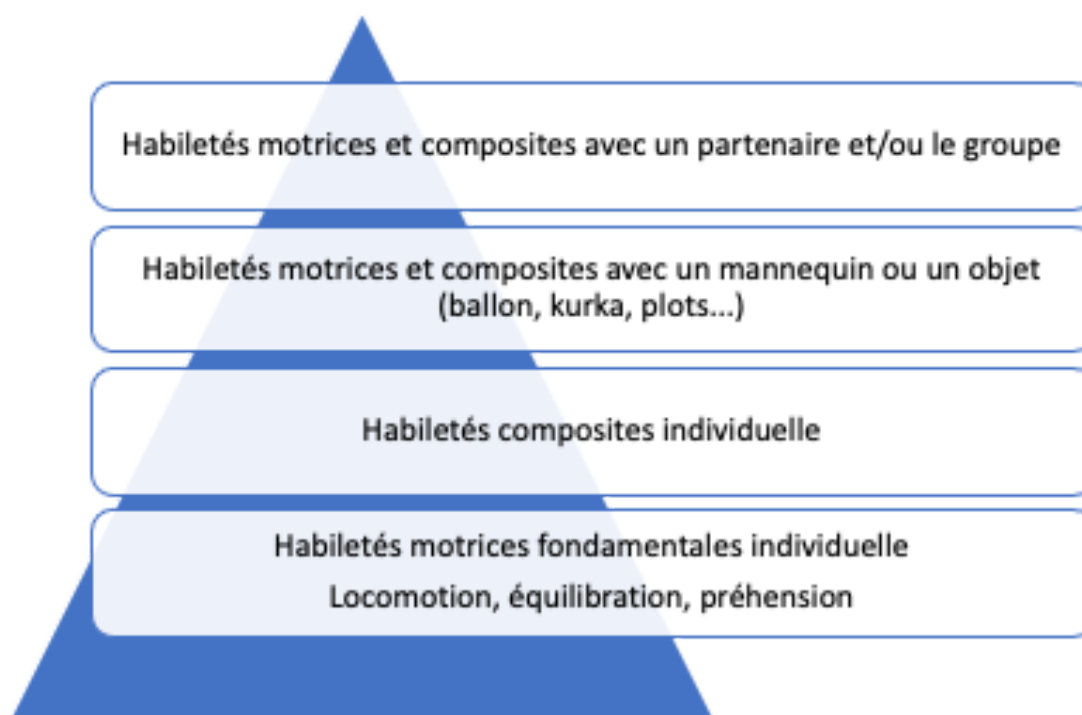 Habiletés motrices et composites avec un partenaire et/ou le groupe
Habiletés motrices et composites avec un mannequin ou un objet
(ballon, kurka, plots...)
Habiletés composites individuelle
Habiletés motrices fondamentales individuelle
Locomotion, équilibration, préhension